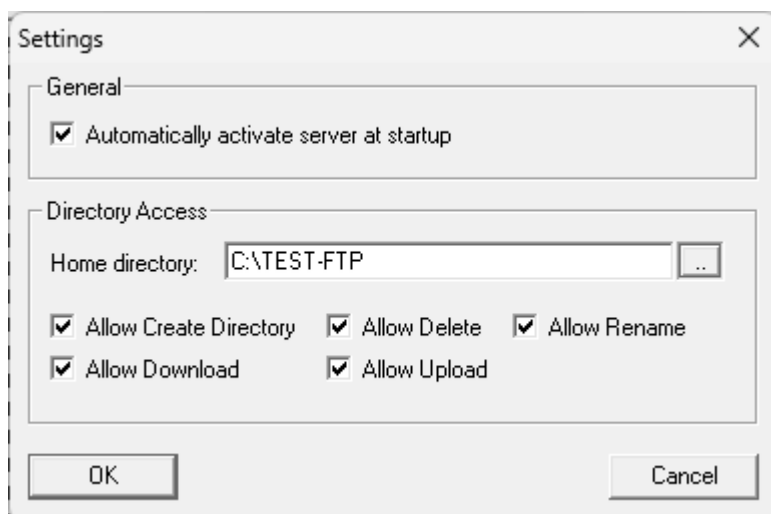 Settings
General
Automatically activate server at startup
Directory Access
Home directory: C:\TEST-FTP ..
Allow Create Directory Allow Delete Allow Rename
Allow Download Allow Upload
OK Cancel